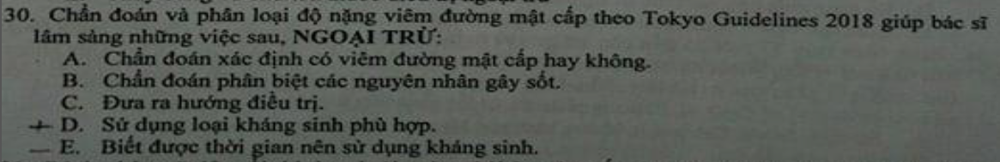 30. Chẩn đoán và phân loại độ nặng viêm đường mật cấp theo Tokyo Guidelines 2018 giúp bác sĩ
lâm sàng những việc sau, NGOẠI TRỪ:
A. Chẩn đoán xác định có viêm đường mật cấp hay không.
B. Chẩn đoán phân biệt các nguyên nhân gây sốt.
C. Đưa ra hướng điều trị.
D. Sử dụng loại kháng sinh phù hợp.
E. Biết được thời gian nên sử dụng kháng sinh.